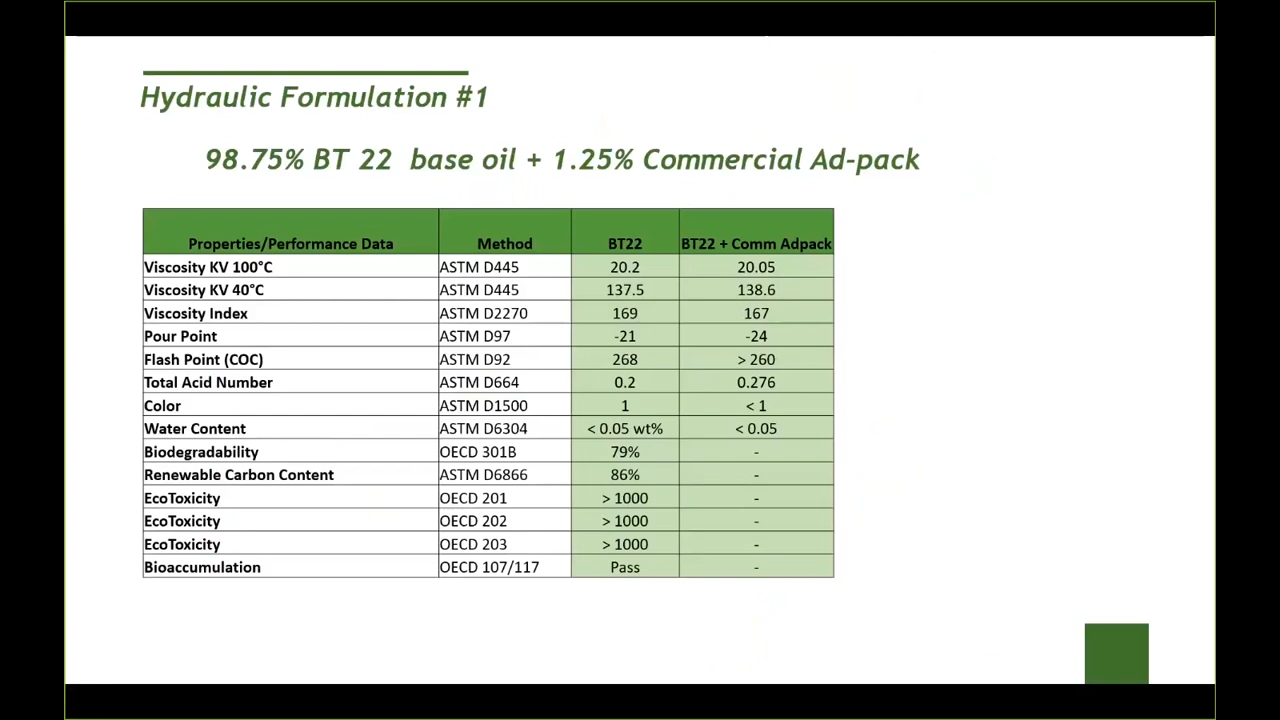 Hydraulic Formulation #1
98.75% BT 22 base oil + 1.25% Commercial Ad-pack
Properties/Performance Data Method BT22 BT22 + Comm Adpack
Viscosity KV 100°C ASTM D445 20.2 20.05
Viscosity KV 40°C ASTM D445 137.5 138.6
Viscosity Index ASTM D2270 169 167
Pour Point ASTM D97 -21 -24
Flash Point (COC) ASTM D92 268 > 260
Total Acid Number ASTM D664 0.2 0.276
Color ASTM D1500 1 < 1
Water Content ASTM D6304 < 0.05 wt% < 0.05
Biodegradability OECD 301B 79% -
Renewable Carbon Content ASTM D6866 86% -
EcoToxicity OECD 201 > 1000 -
EcoToxicity OECD 202 > 1000 -
EcoToxicity OECD 203 > 1000 -
Bioaccumulation OECD 107/117 Pass -